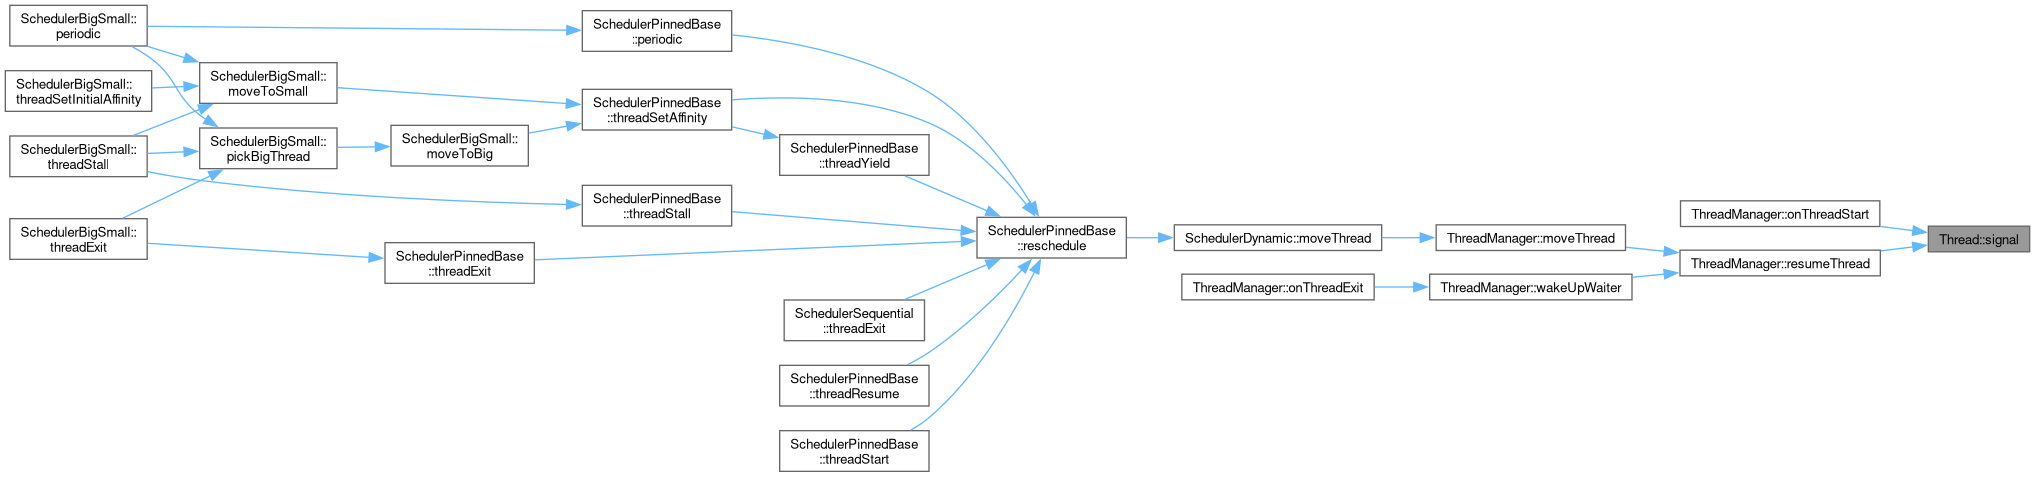 SchedulerBigSmall::
periodic
SchedulerBigSmall::
threadSetInitialAffinity
SchedulerBigSmall::
threadStall
SchedulerBigSmall::
threadExit
SchedulerBigSmall::
moveToSmall
SchedulerBigSmall::
pickBigThread
SchedulerBigSmall::
moveToBig
SchedulerPinnedBase
::threadExit
SchedulerPinnedBase
::periodic
SchedulerPinnedBase
::threadSetAffinity
SchedulerPinnedBase
::threadStall
SchedulerPinnedBase
::threadYield
SchedulerSequential
::threadExit
SchedulerPinnedBase
::threadResume
SchedulerPinnedBase
::threadStart
SchedulerPinnedBase
::reschedule
SchedulerDynamic::moveThread
ThreadManager::onThreadExit
ThreadManager::moveThread
ThreadManager::wakeUpWaiter
ThreadManager::onThreadStart
ThreadManager::resumeThread
Thread::signal